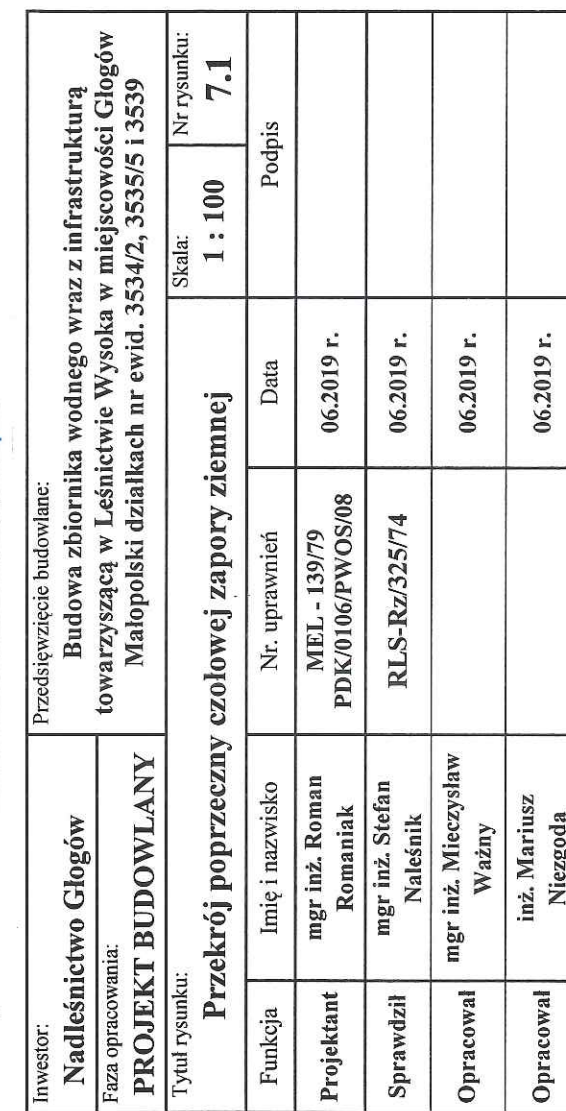 Inwestor:
Nadleśnictwo Głogów
Faza opracowania:
PROJEKT BUDOWLANY
Przedsięwzięcie budowlane:
Budowa zbiornika wodnego wraz z infrastrukturą
towarzyszącą w Leśnictwie Wysoka w miejscowości Głogów
Małopolski działkach nr ewid. 3534/2, 3535/5 i 3539
Tytuł rysunku:
Przekrój poprzeczny czołowej zapory ziemnej
Skala:
1 : 100
Nr rysunku:
7.1
Funkcja Imię i nazwisko Nr. uprawnień Data Podpis
Projektant mgr inż. Roman Romaniak MEL - 139/79 PDK/0106/PWOS/08 06.2019 r.
Sprawdził mgr inż. Stefan Naleśnik RLS-Rz/325/74 06.2019 r.
Opracował mgr inż. Mieczysław Ważny 06.2019 r.
Opracował inż. Mariusz Niezgoda 06.2019 r.